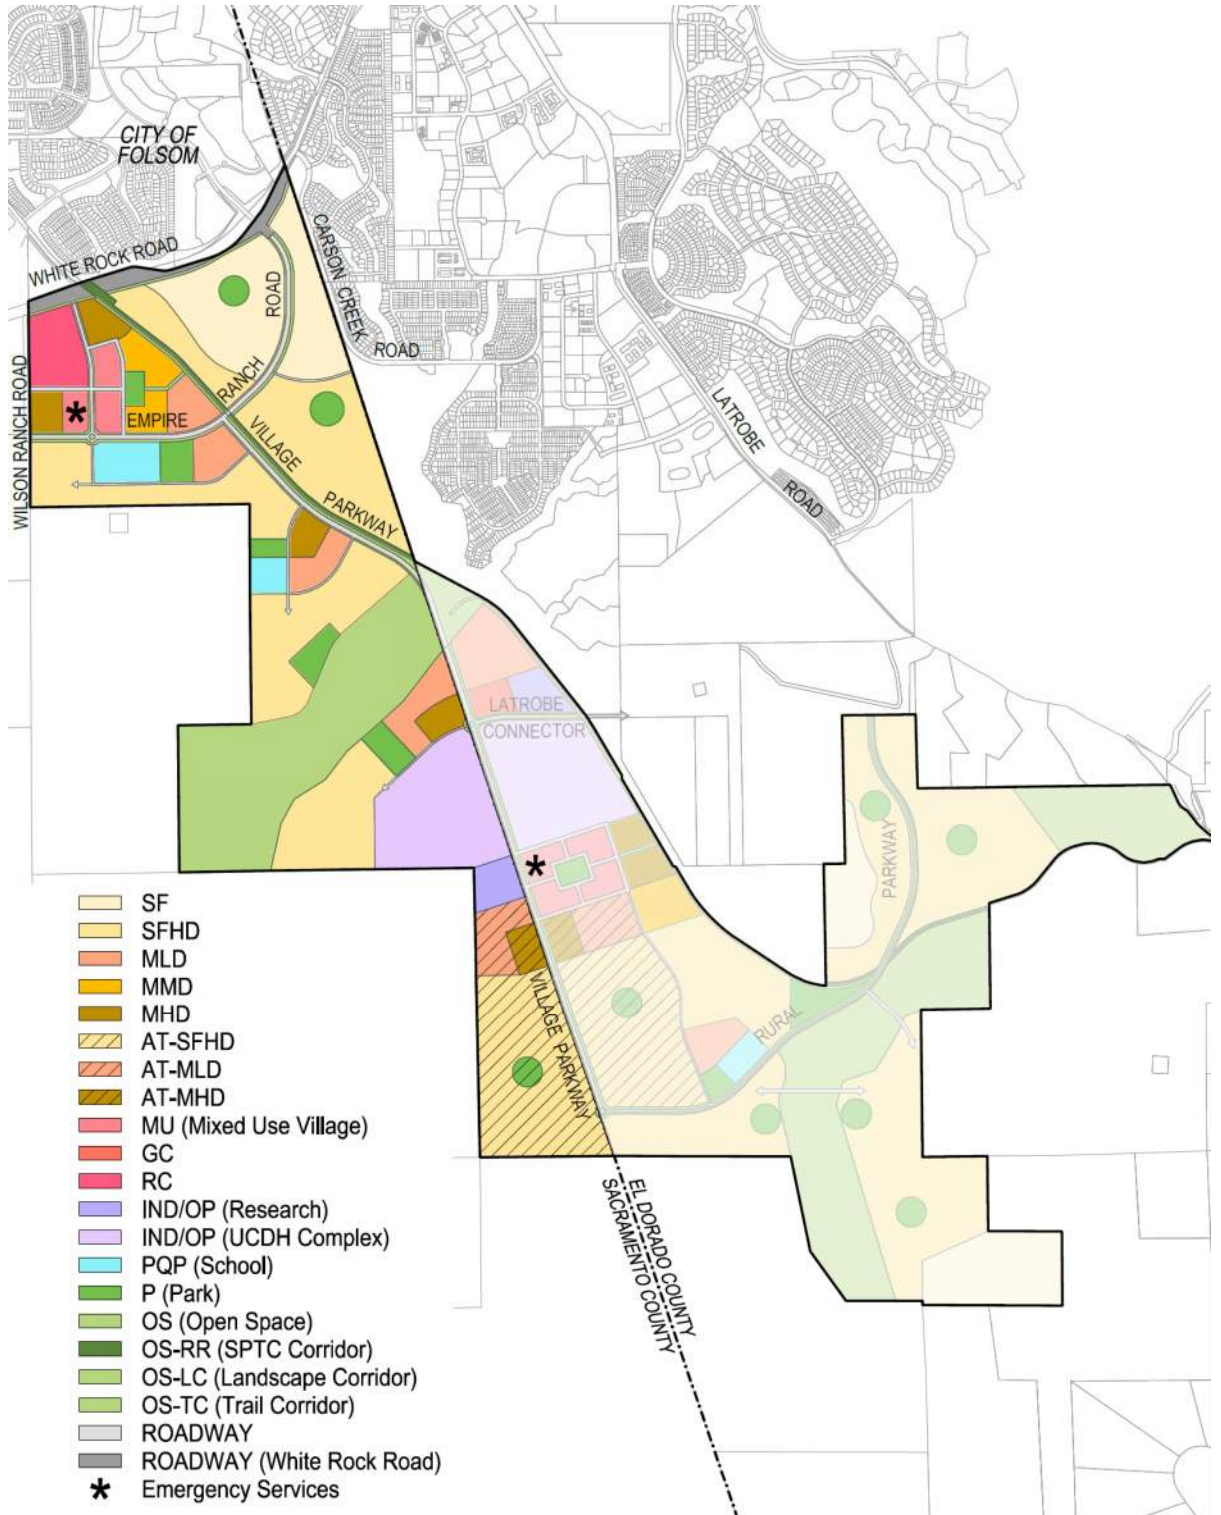 CITY OF
FOLSOM
WHITE ROCK ROAD
CARSON CREEK
ROAD
ROAD
RANCH
EMPIRE
WILSON RANCH ROAD
VILLAGE
PARKWAY
LATROBE
ROAD
LATROBE
CONNECTOR
PARKWAY
RURAL
VILLAGE PARKWAY
EL DORADO COUNTY
SACRAMENTO COUNTY
SF
SFHD
MLD
MMD
MHD
AT-SFHD
AT-MLD
AT-MHD
MU (Mixed Use Village)
GC
RC
IND/OP (Research)
IND/OP (UCDH Complex)
PQP (School)
P (Park)
OS (Open Space)
OS-RR (SPTC Corridor)
OS-LC (Landscape Corridor)
OS-TC (Trail Corridor)
ROADWAY
ROADWAY (White Rock Road)
* Emergency Services